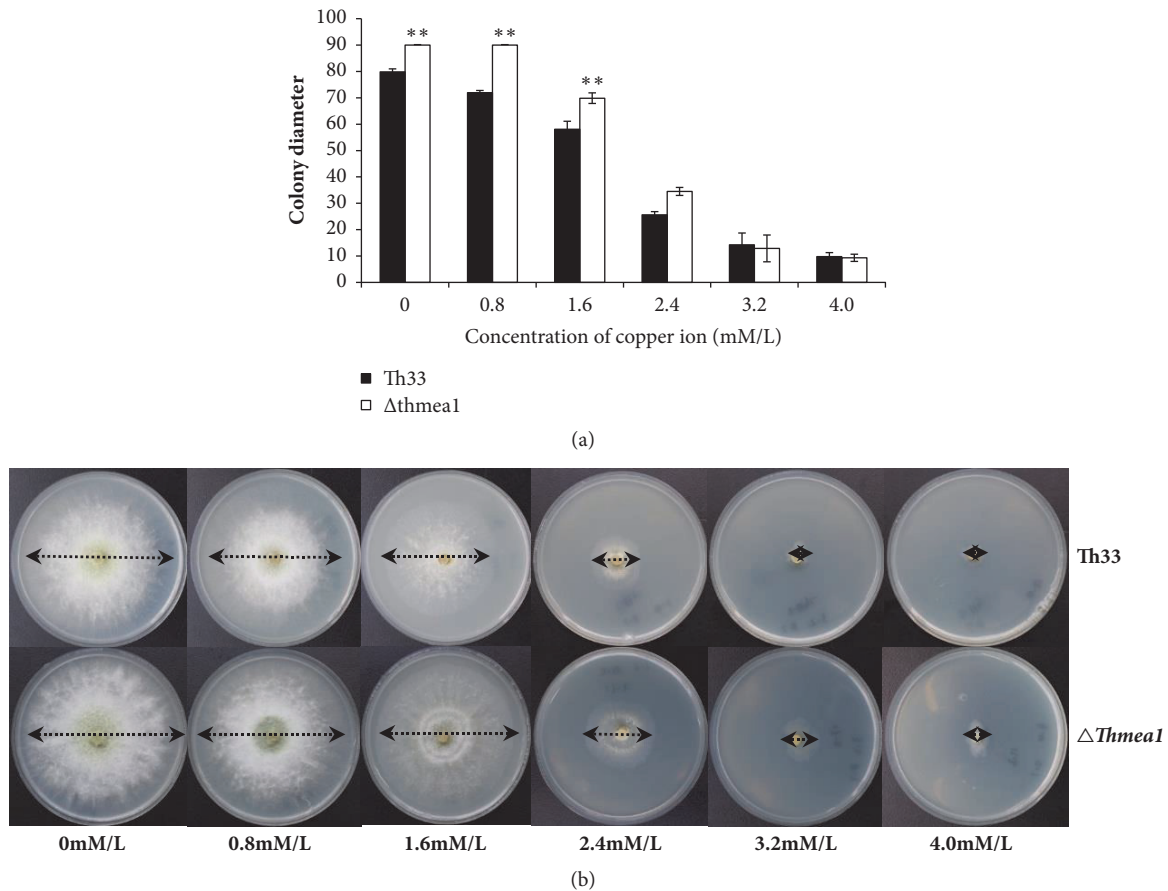 100
90
80
70
60
50
40
30
20
10
0
Colony diameter
**
**
**
0 0.8 1.6 2.4 3.2 4.0
Concentration of copper ion (mM/L)
Th33
Δthmea1
(a)
Th33
△Thmea1
0mM/L 0.8mM/L 1.6mM/L 2.4mM/L 3.2mM/L 4.0mM/L
(b)